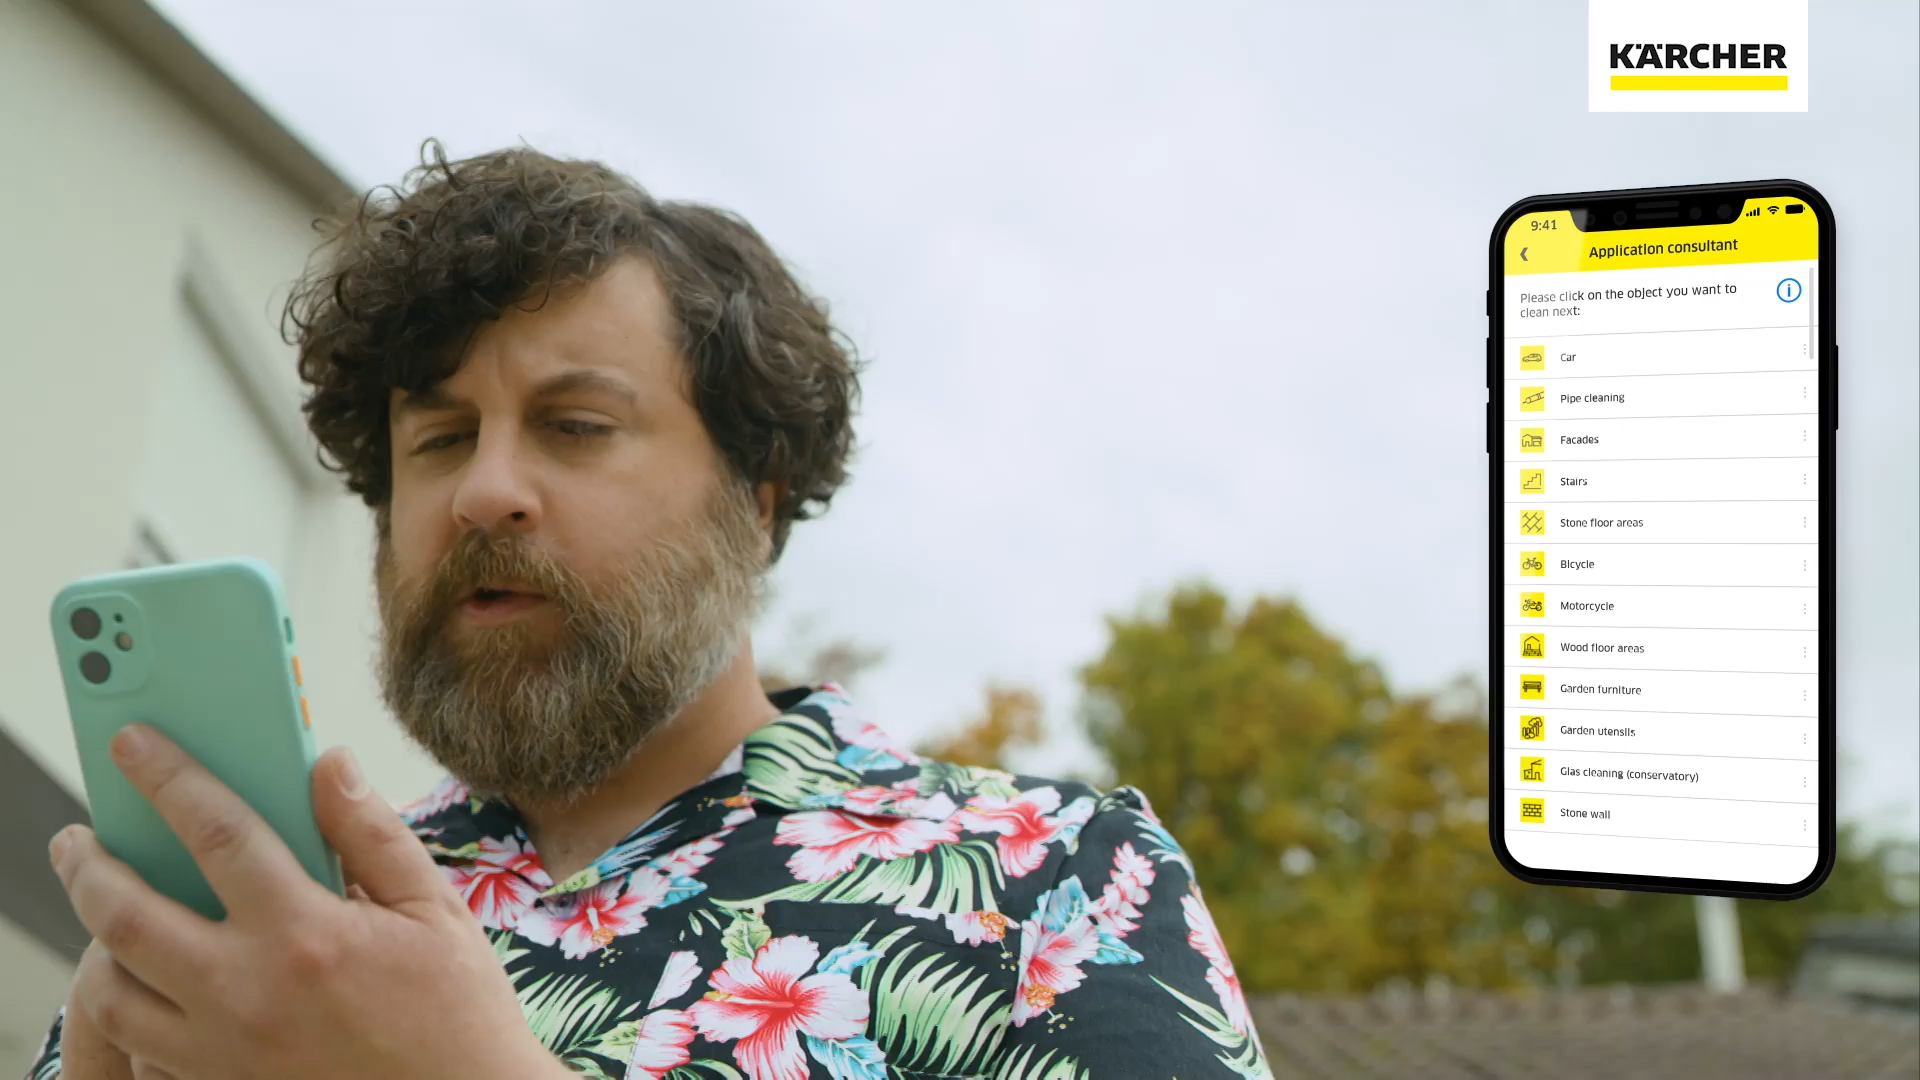 KÄRCHER
9:41
Application consultant
Please click on the object you want to
clean next:
Car
Pipe cleaning
Facades
Stairs
Stone floor areas
Bicycle
Motorcycle
Wood floor areas
Garden furniture
Garden utensils
Glas cleaning (conservatory)
Stone wall